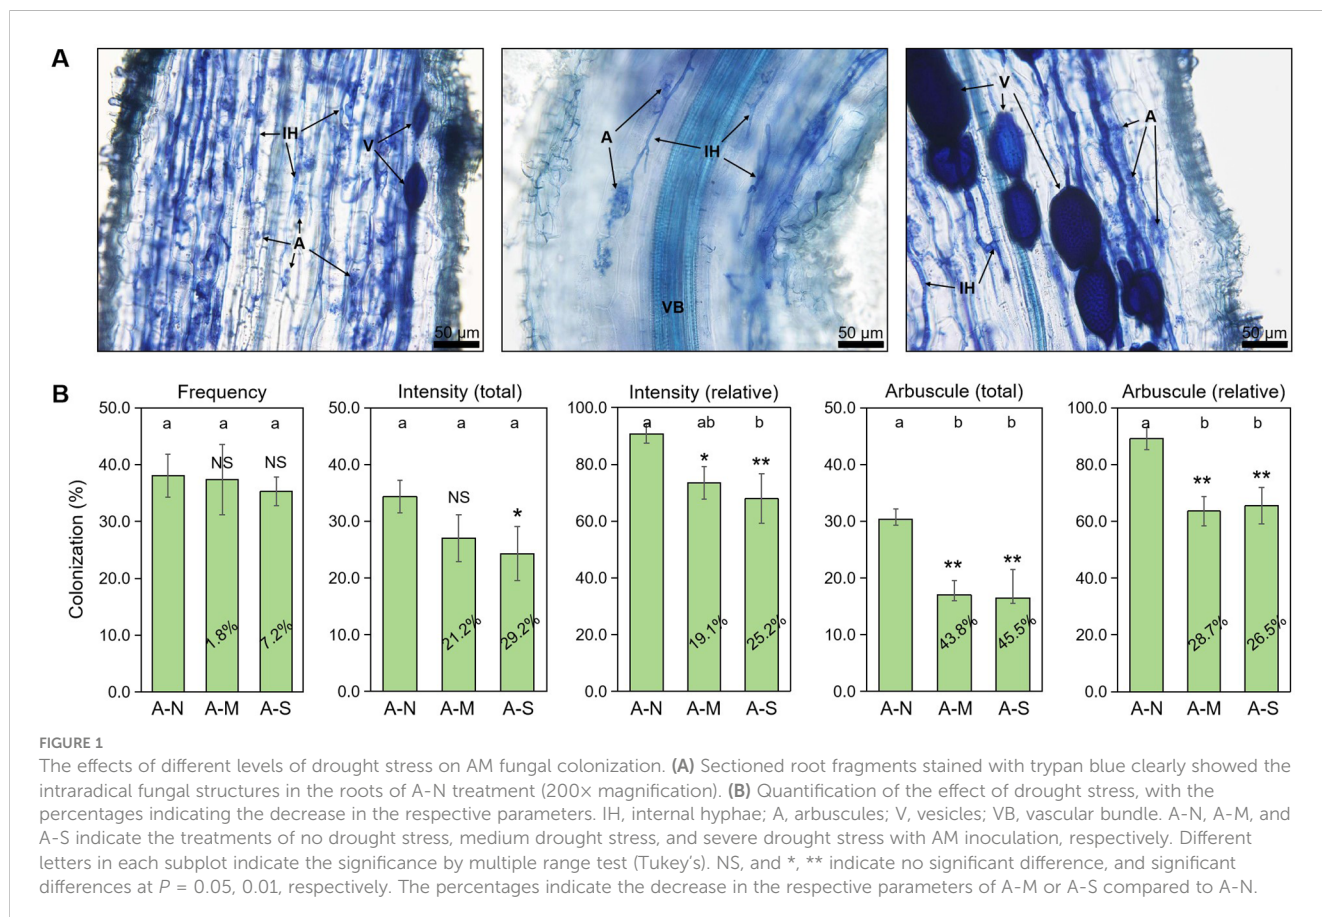 A
IH
V
A
50 µm
A
IH
VB
50 µm
V
A
IH
50 µm
B
Frequency
Colonization (%)
50.0
40.0
30.0
20.0
10.0
0.0
a a a
NS NS
1.8% 7.2%
A-N A-M A-S
Intensity (total)
50.0
40.0
30.0
20.0
10.0
0.0
a a a
NS *
21.2% 29.2%
A-N A-M A-S
Intensity (relative)
100.0
80.0
60.0
40.0
20.0
0.0
a ab b
* **
19.1% 25.2%
A-N A-M A-S
Arbuscule (total)
50.0
40.0
30.0
20.0
10.0
0.0
a b b
** **
43.8% 45.5%
A-N A-M A-S
Arbuscule (relative)
100.0
80.0
60.0
40.0
20.0
0.0
a b b
** **
28.7% 26.5%
A-N A-M A-S
FIGURE 1
The effects of different levels of drought stress on AM fungal colonization. (A) Sectioned root fragments stained with trypan blue clearly showed the
intraradical fungal structures in the roots of A-N treatment (200× magnification). (B) Quantification of the effect of drought stress, with the
percentages indicating the decrease in the respective parameters. IH, internal hyphae; A, arbuscules; V, vesicles; VB, vascular bundle. A-N, A-M, and
A-S indicate the treatments of no drought stress, medium drought stress, and severe drought stress with AM inoculation, respectively. Different
letters in each subplot indicate the significance by multiple range test (Tukey's). NS, and *, ** indicate no significant difference, and significant
differences at P = 0.05, 0.01, respectively. The percentages indicate the decrease in the respective parameters of A-M or A-S compared to A-N.